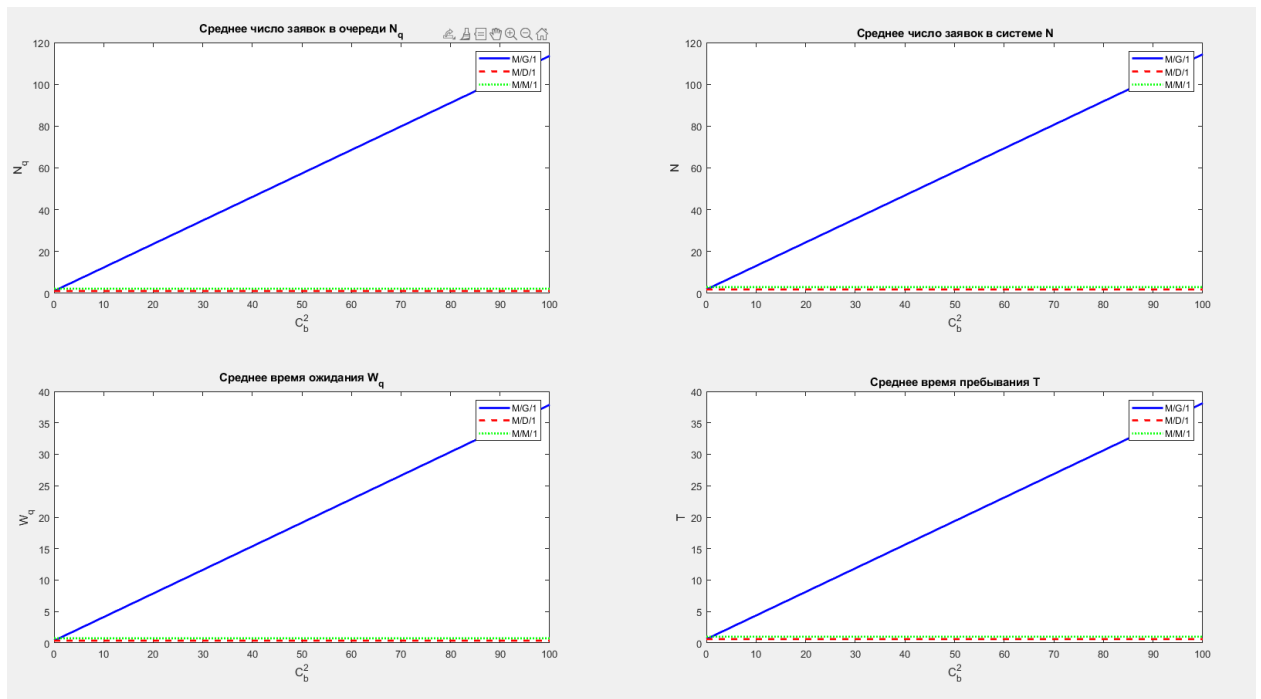 Среднее число заявок в очереди N_q
120
100
80
60
40
20
0
N_q
M/G/1
M/D/1
M/M/1
0 10 20 30 40 50 60 70 80 90 100
C_b^2
Среднее число заявок в системе N
120
100
80
60
40
20
0
N
M/G/1
M/D/1
M/M/1
0 10 20 30 40 50 60 70 80 90 100
C_b^2
Среднее время ожидания W_q
40
35
30
25
20
15
10
5
0
W_q
M/G/1
M/D/1
M/M/1
0 10 20 30 40 50 60 70 80 90 100
C_b^2
Среднее время пребывания T
40
35
30
25
20
15
10
5
0
T
M/G/1
M/D/1
M/M/1
0 10 20 30 40 50 60 70 80 90 100
C_b^2